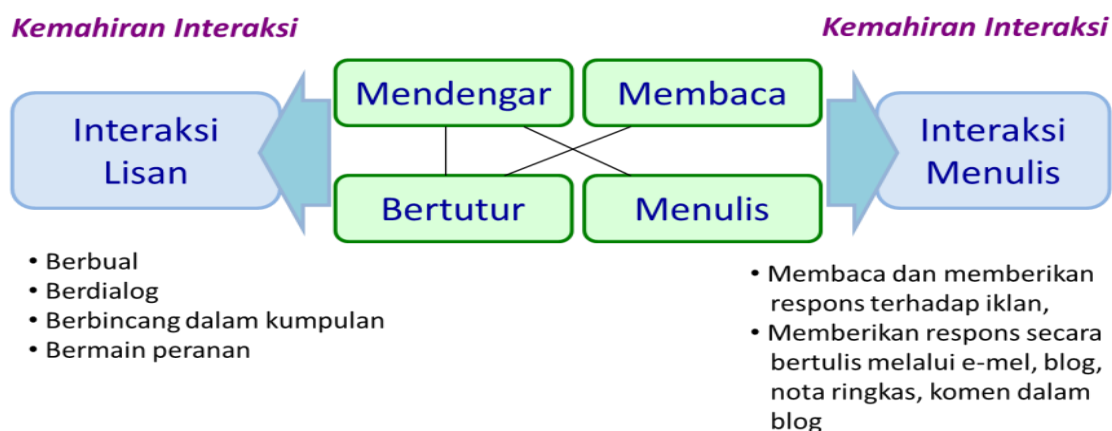 Kemahiran Interaksi
Kemahiran Interaksi
Mendengar
Membaca
Interaksi
Lisan
Interaksi
Menulis
Bertutur
Menulis
• Berbual
• Berdialog
• Berbincang dalam kumpulan
• Bermain peranan
• Membaca dan memberikan
respons terhadap iklan,
• Memberikan respons secara
bertulis melalui e-mel, blog,
nota ringkas, komen dalam
blog